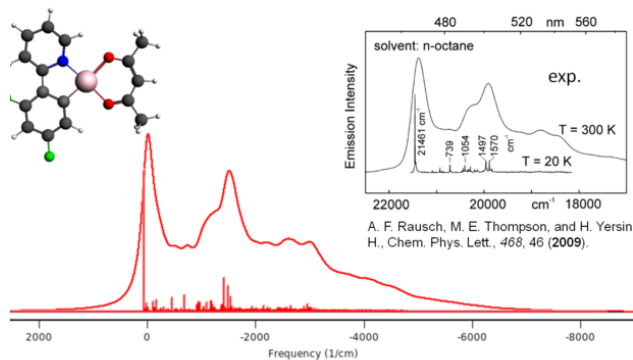 480 520 nm 560
solvent: n-octane
exp.
Emission Intensity
21461 cm⁻¹
739
1054
1497
1570
cm⁻¹
T = 300 K
T = 20 K
22000 20000 cm⁻¹ 18000
A. F. Rausch, M. E. Thompson, and H. Yersin
H., Chem. Phys. Lett., 468, 46 (2009).
2000 0 -2000 -4000 -6000 -8000
Frequency (1/cm)